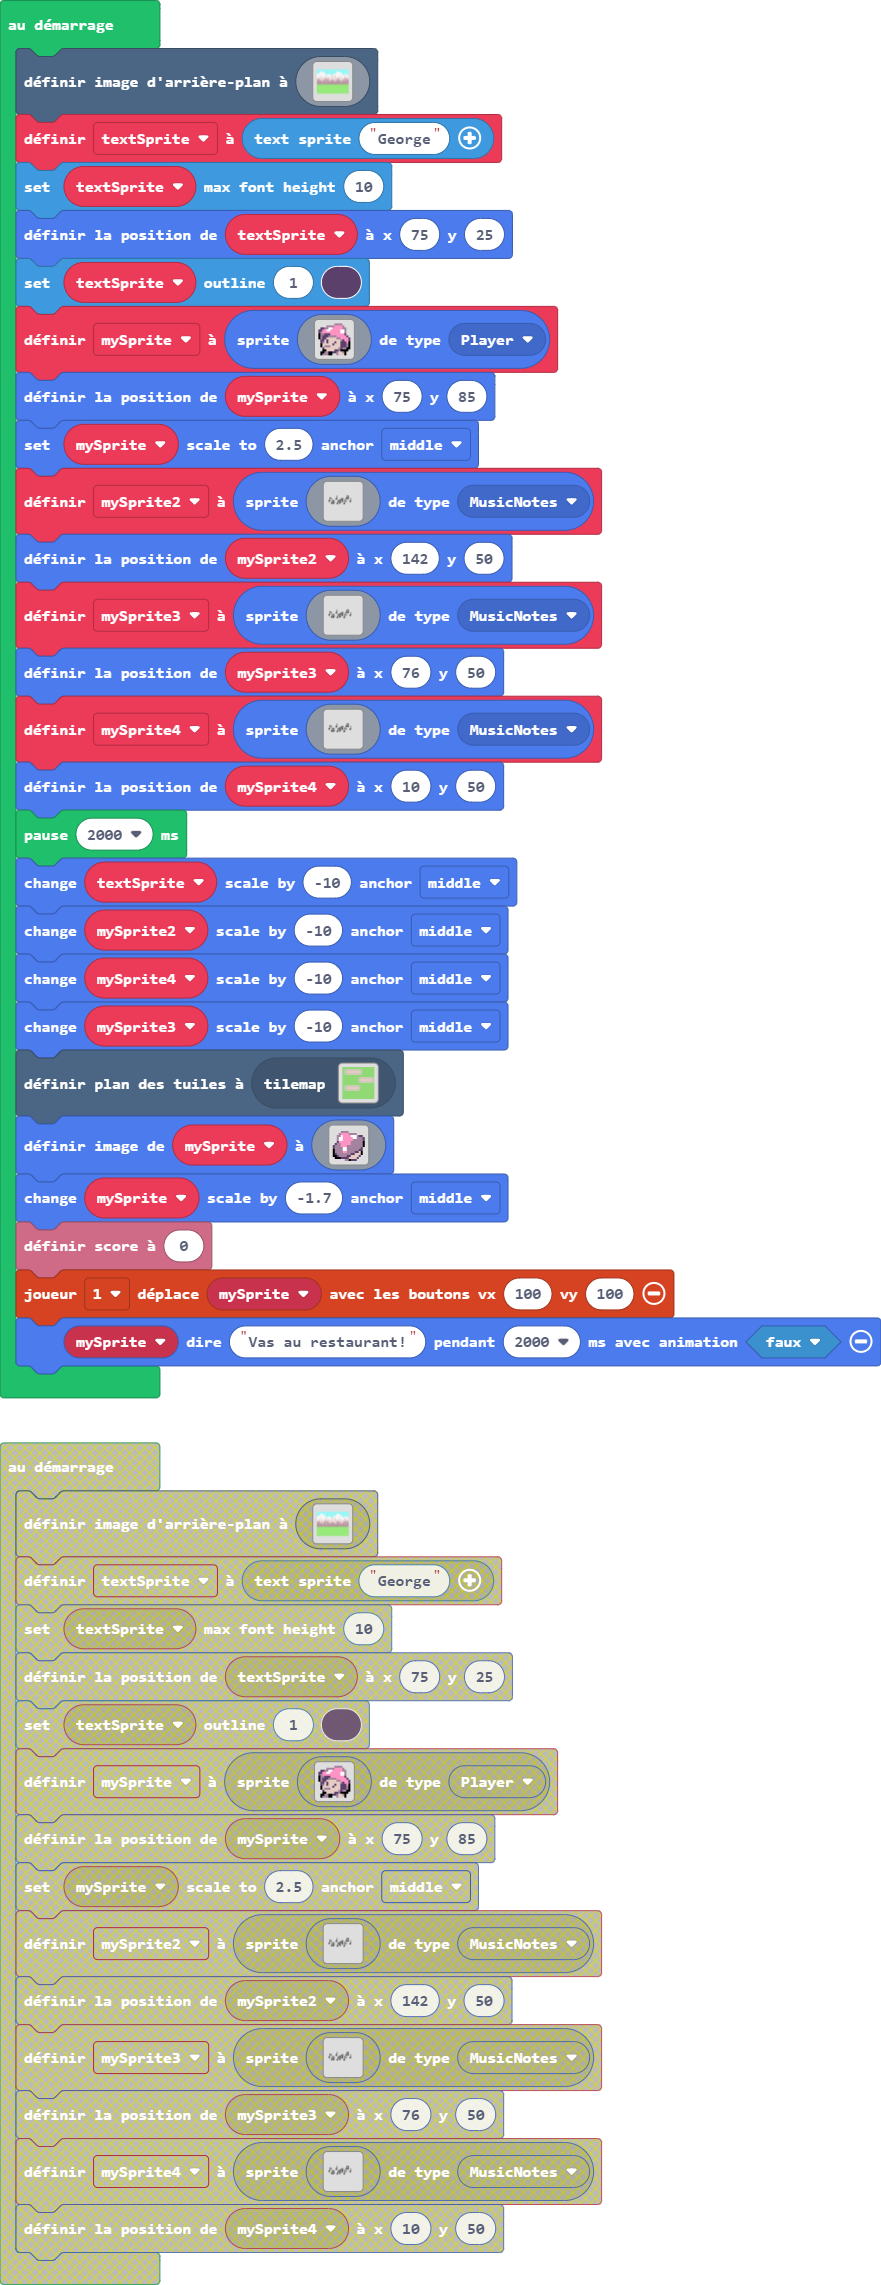 au démarrage
définir image d'arrière-plan à
définir textSprite à text sprite "George"
set textSprite max font height 10
définir la position de textSprite à x 75 y 25
set textSprite outline 1
définir mySprite à sprite de type Player
définir la position de mySprite à x 75 y 85
set mySprite scale to 2.5 anchor middle
définir mySprite2 à sprite de type MusicNotes
définir la position de mySprite2 à x 142 y 50
définir mySprite3 à sprite de type MusicNotes
définir la position de mySprite3 à x 76 y 50
définir mySprite4 à sprite de type MusicNotes
définir la position de mySprite4 à x 10 y 50
pause 2000 ms
change textSprite scale by -10 anchor middle
change mySprite2 scale by -10 anchor middle
change mySprite4 scale by -10 anchor middle
change mySprite3 scale by -10 anchor middle
définir plan des tuiles à tilemap
définir image de mySprite à
change mySprite scale by -1.7 anchor middle
définir score à 0
joueur 1 déplace mySprite avec les boutons vx 100 vy 100
mySprite dire "Vas au restaurant!" pendant 2000 ms avec animation faux
au démarrage
définir image d'arrière-plan à
définir textSprite à text sprite "George"
set textSprite max font height 10
définir la position de textSprite à x 75 y 25
set textSprite outline 1
définir mySprite à sprite de type Player
définir la position de mySprite à x 75 y 85
set mySprite scale to 2.5 anchor middle
définir mySprite2 à sprite de type MusicNotes
définir la position de mySprite2 à x 142 y 50
définir mySprite3 à sprite de type MusicNotes
définir la position de mySprite3 à x 76 y 50
définir mySprite4 à sprite de type MusicNotes
définir la position de mySprite4 à x 10 y 50